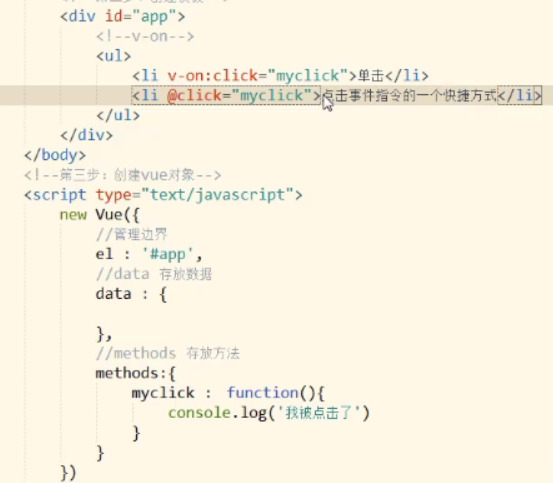 <div id="app">
<!--v-on-->
<ul>
<li v-on:click="myclick">单击</li>
<li @click="myclick">点击事件指令的一个快捷方式</li>
</ul>
</div>
</body>
<!--第三步：创建vue对象-->
<script type="text/javascript">
new Vue({
//管理边界
el : '#app',
//data 存放数据
data : {
},
//methods 存放方法
methods:{
myclick : function(){
console.log('我被点击了')
}
}
})